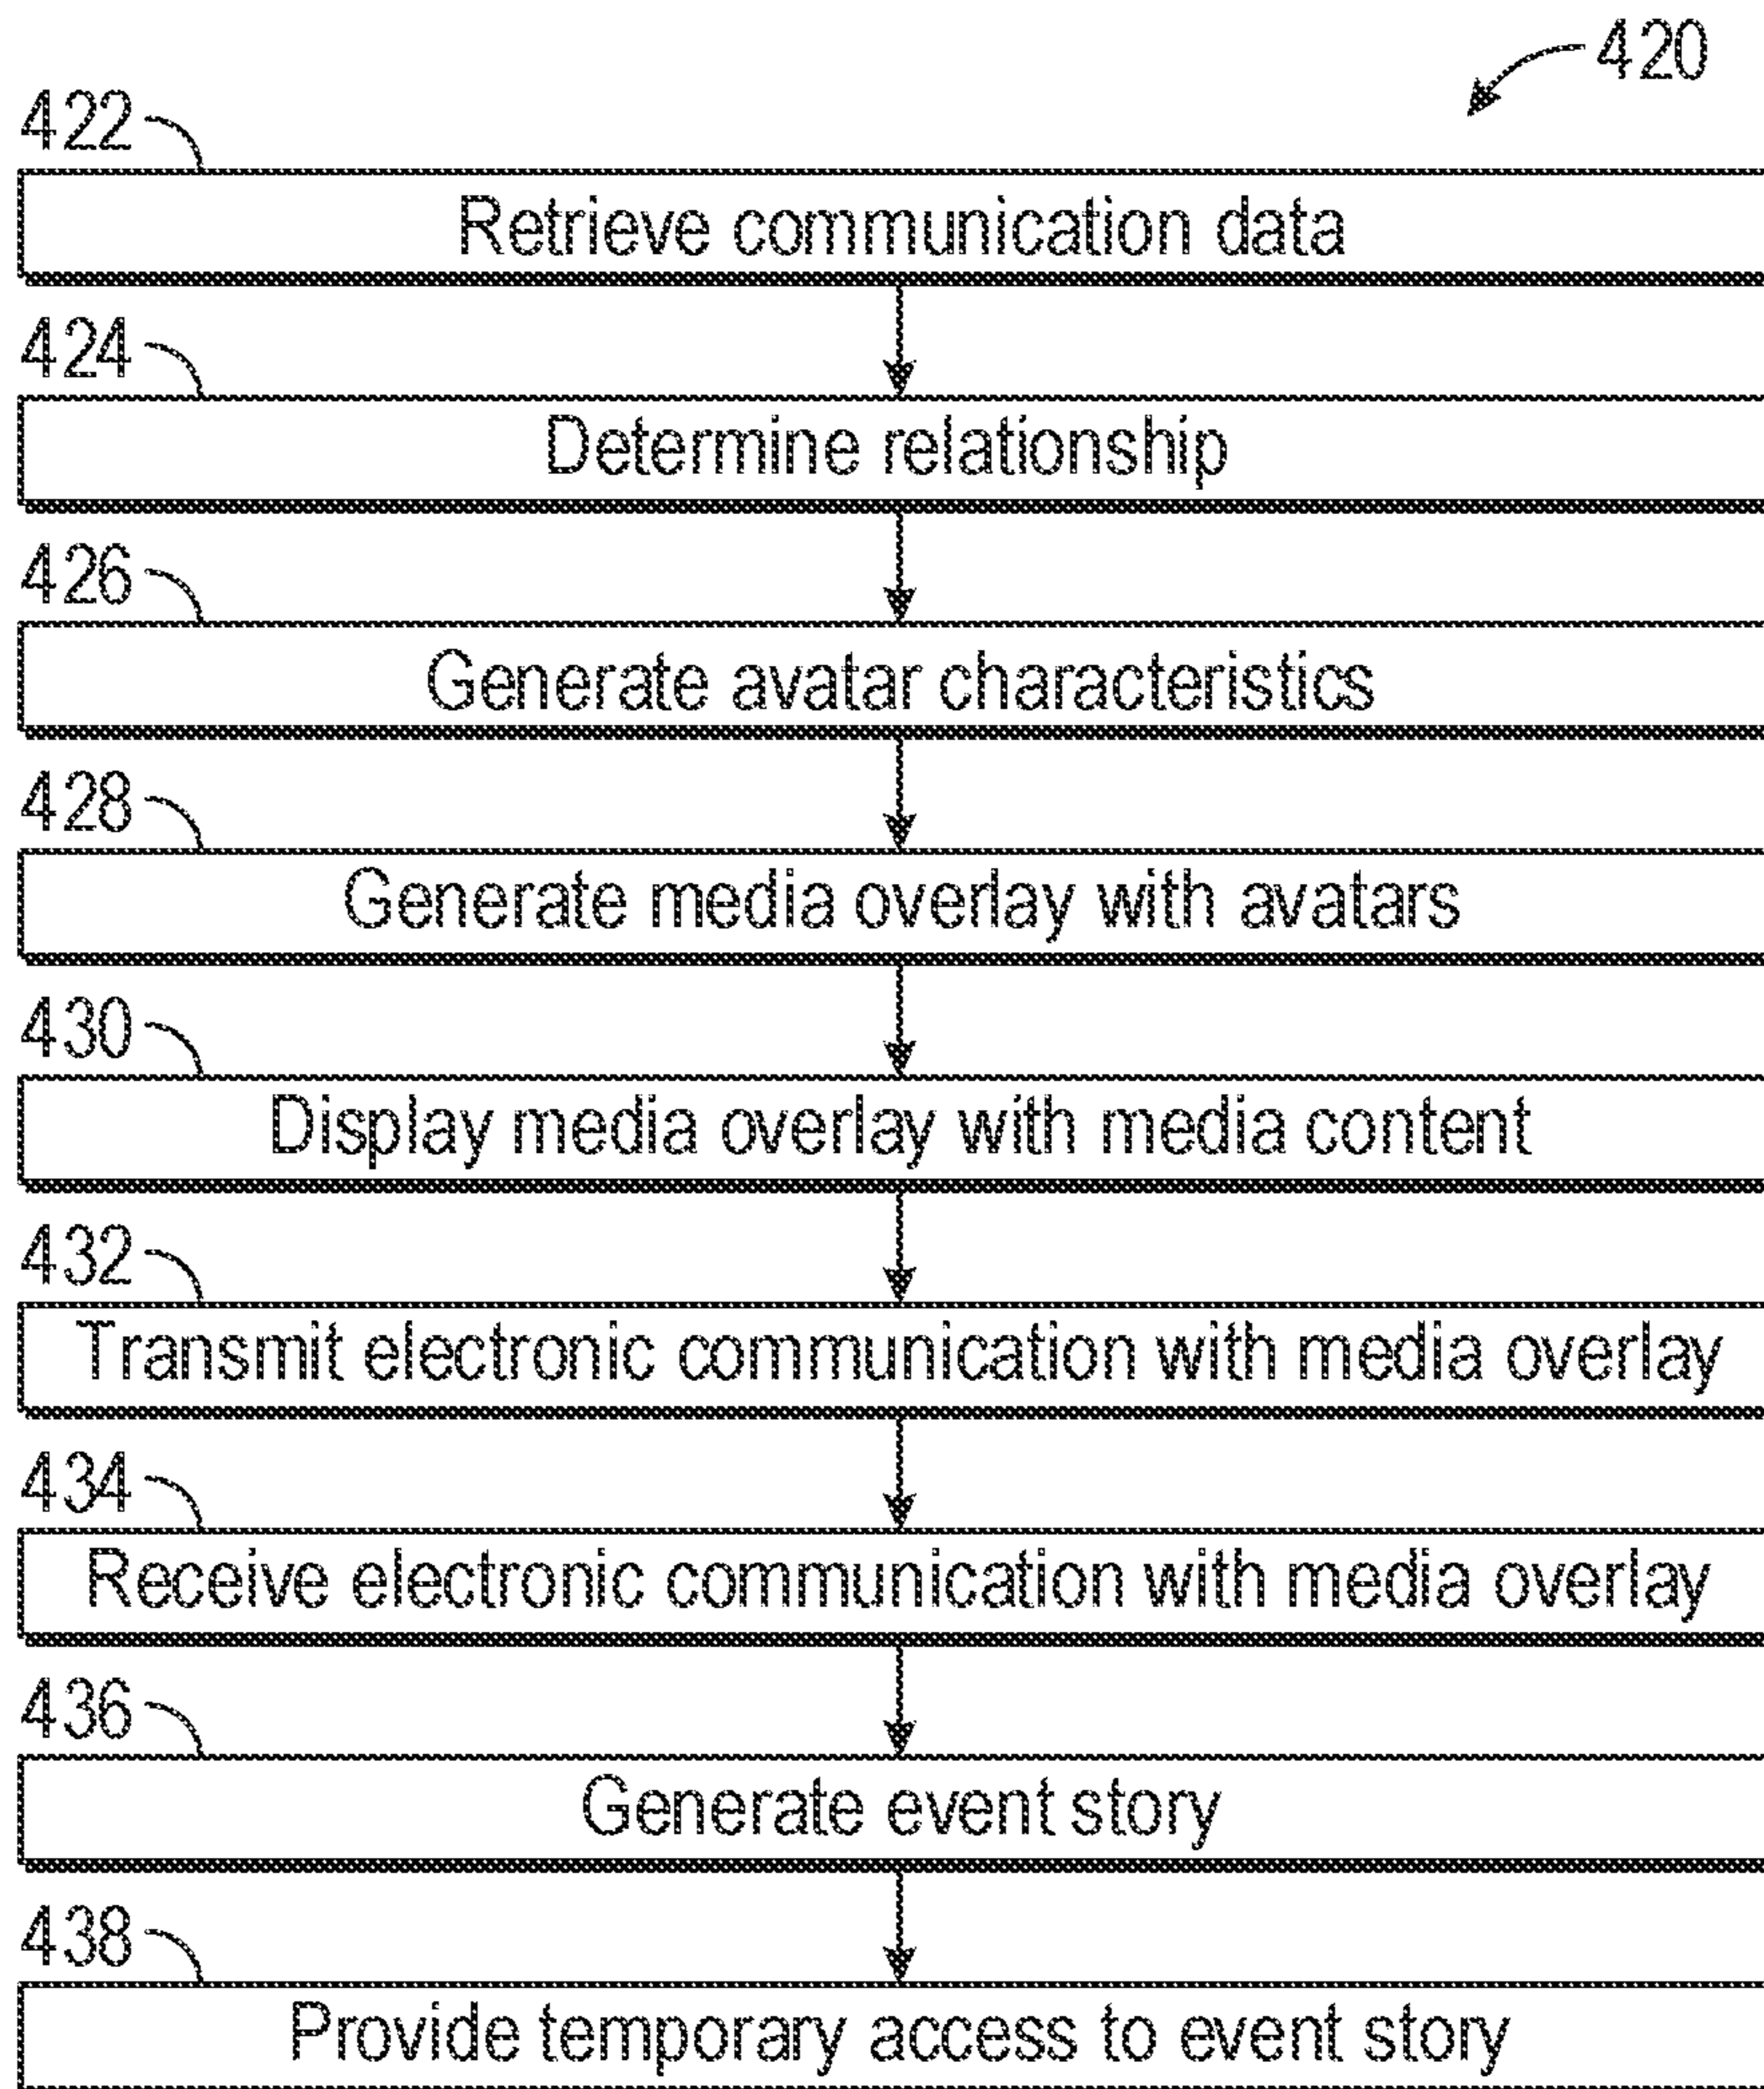 420
422
Retrieve communication data
424
Determine relationship
426
Generate avatar characteristics
428
Generate media overlay with avatars
430
Display media overlay with media content
432
Transmit electronic communication with media overlay
434
Receive electronic communication with media overlay
436
Generate event story
438
Provide temporary access to event story